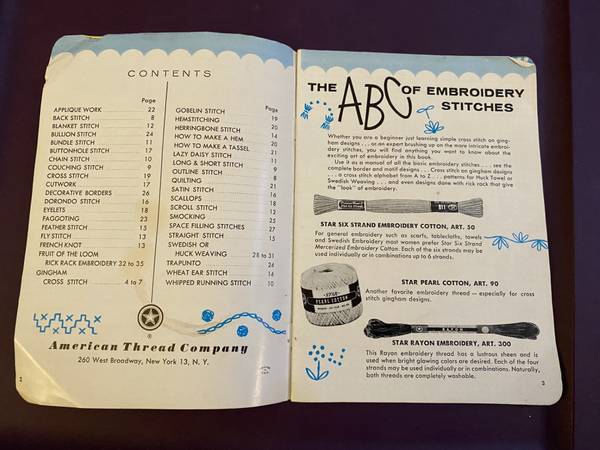 CONTENTS
Page
APPLIQUE WORK 22
BACK STITCH 8
BLANKET STITCH 12
BULLION STITCH 24
BUNDLE STITCH 11
BUTTONHOLE STITCH 17
CHAIN STITCH 10
COUCHING STITCH 9
CROSS STITCH 19
CUTWORK 17
DECORATIVE BORDERS 26
DORONDO STITCH 16
EYELETS 18
FAGOTING 23
FEATHER STITCH 15
FLY STITCH 13
FRENCH KNOT 13
FRUIT OF THE LOOM
RICK RACK EMBROIDERY 32 to 35
GINGHAM
CROSS STITCH 4 to 7
Page
GOBELIN STITCH 9
HEMSTITCHING 19
HERRINGBONE STITCH 20
HOW TO MAKE A HEM 14
HOW TO MAKE A TASSEL 20
LAZY DAISY STITCH 11
LONG & SHORT STITCH 11
OUTLINE STITCH 9
QUILTING 8
SATIN STITCH 21
SCALLOPS 16
SCROLL STITCH 18
SMOCKING 12
SPACE FILLING STITCHES 25
STRAIGHT STITCH 27
SWEDISH OR 15
HUCK WEAVING 28 to 31
TRAPUNTO 24
WHEAT EAR STITCH 14
WHIPPED RUNNING STITCH 10
American Thread Company
260 West Broadway, New York 13, N. Y.
2
THE ABC OF EMBROIDERY
STITCHES
Whether you are a beginner just learning simple cross stitch on ging-
ham designs . . . or an expert brushing up on the more intricate embroi-
dery stitches, you will find anything you want to know about the
exciting art of embroidery in this book.
Use it as a manual of all the basic embroidery stitches . . . see the
complete border and motif designs . . . Cross stitch on gingham designs
. . . a cross stitch alphabet from A to Z . . . patterns for Huck Towel or
Swedish Weaving . . . and even designs done with rick rack that give
the "look" of embroidery.
STAR SIX STRAND EMBROIDERY COTTON, ART. 50
For general embroidery such as scarfs, tablecloths, towels
and Swedish Embroidery most women prefer Star Six Strand
Mercerized Embroidery Cotton. Each of the six strands may be
used individually or in combinations up to 6 strands.
STAR
PEARL COTTON
STAR PEARL COTTON, ART. 90
Another favorite embroidery thread — especially for cross
stitch gingham designs.
RAYON
STAR RAYON EMBROIDERY, ART. 300
This Rayon embroidery thread has a lustrous sheen and is
used when bright glowing colors are desired. Each of the four
strands may be used individually or in combinations. Naturally,
both threads are completely washable.
3